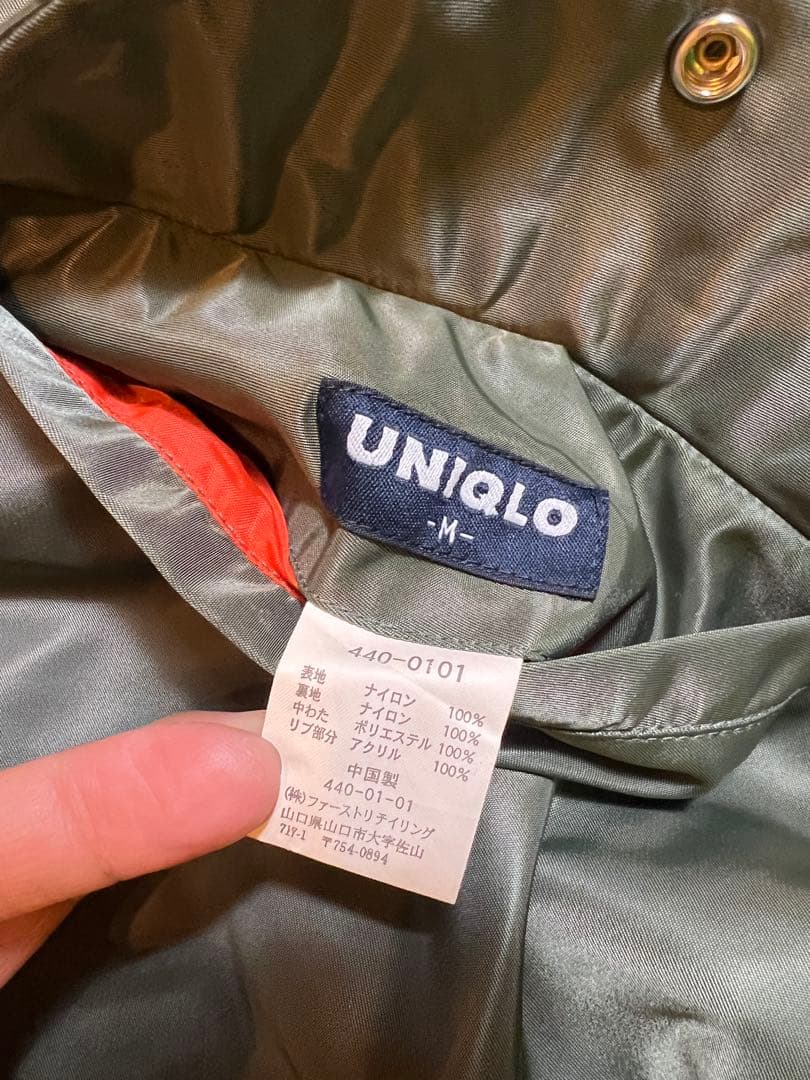 UNIQLO
-M-
440-0101
表地 ナイロン 100%
裏地 ナイロン 100%
中わた ポリエステル 100%
リブ部分 アクリル 100%
中国製
440-01-01
(株)ファーストリテイリング
山口県山口市大字佐山
717-1 〒754-0894